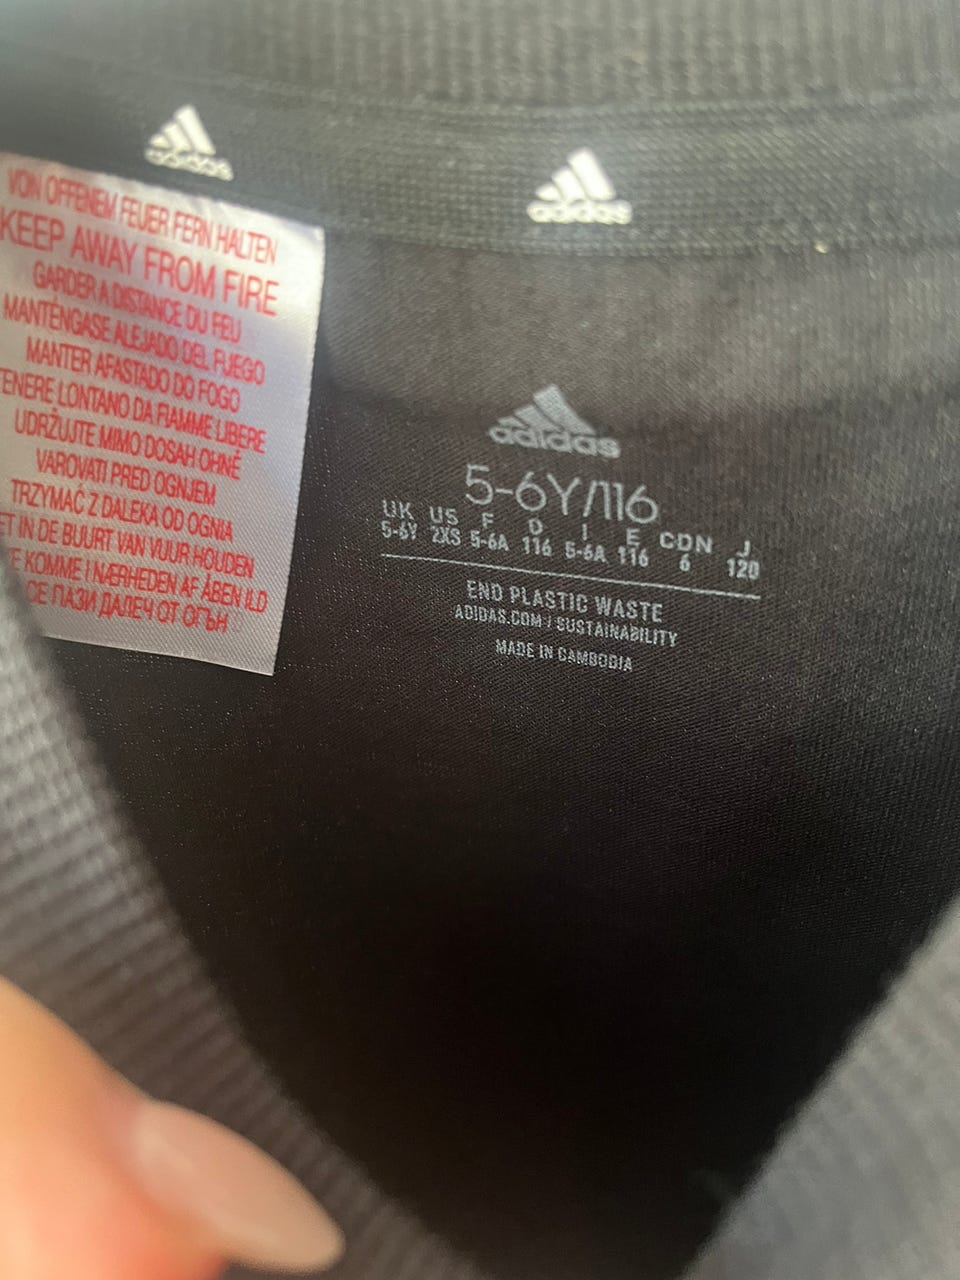 adidas
adidas
VON OFFENEM FEUER FERN HALTEN
KEEP AWAY FROM FIRE
GARDER A DISTANCE DU FEU
MANTENGASE ALEJADO DEL FUEGO
MANTER AFASTADO DO FOGO
TENERE LONTANO DA FIAMME LIBERE
UDRŽUJTE MIMO DOSAH OHNĚ
VAROVATI PRED OGNJEM
TRZYMAĆ Z DALEKA OD OGNIA
ET IN DE BUURT VAN VUUR HOUDEN
KOMME I NÆRHEDEN AF ÅBEN ILD
СЕ ПАЗИ ДАЛЕЧ ОТ ОГЪН
adidas
5-6Y/116
UK US F D I E CDN J
5-6Y 2XS 5-6A 116 5-6A 116 6 120
END PLASTIC WASTE
ADIDAS.COM / SUSTAINABILITY
MADE IN CAMBODIA